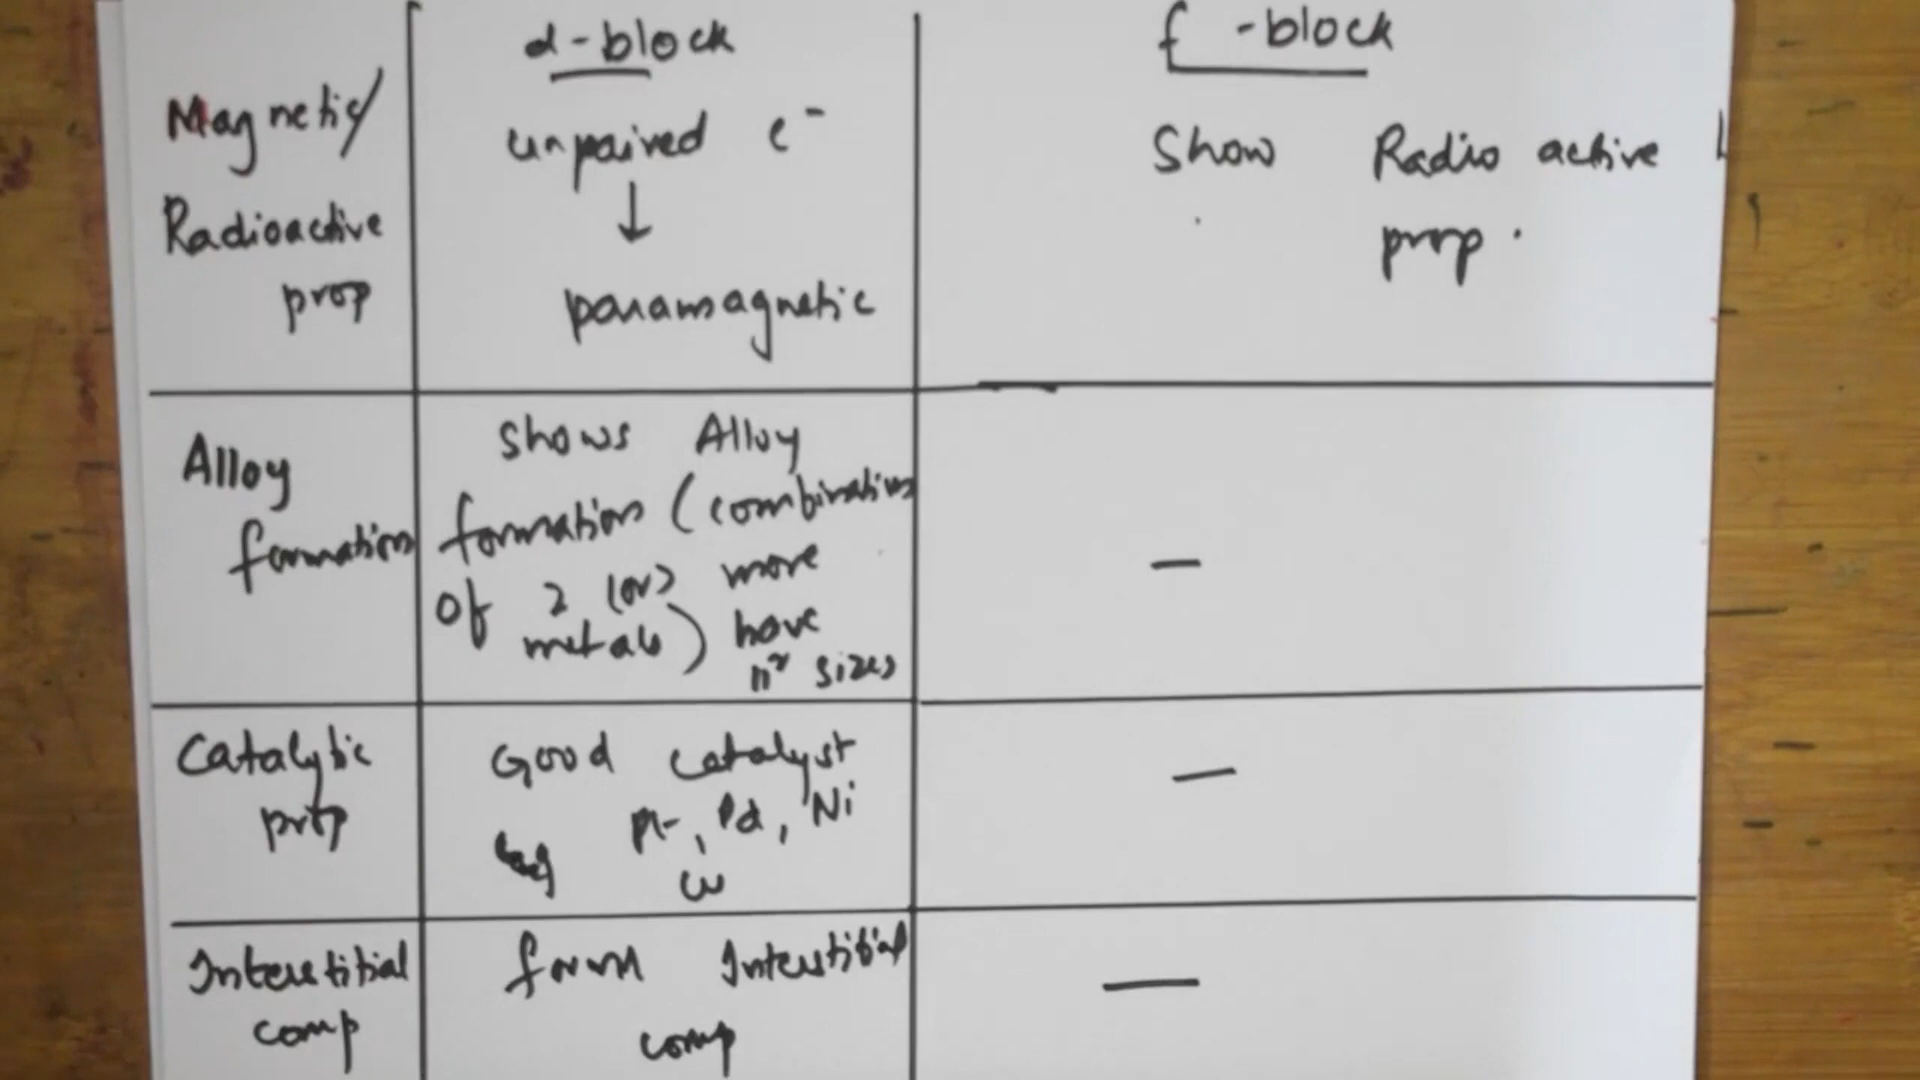 d-block
f-block
Magnetic/
Radioactive
prop
unpaired e⁻
↓
paramagnetic
Show Radio active
prop.
Alloy
formation
Shows Alloy
formation (combination
of 2 (or) more
metals) have
sizes
—
Catalytic
prop
Good catalyst
Pt, Pd, Ni
W
—
Interstitial
comp
form Interstitial
comp
—